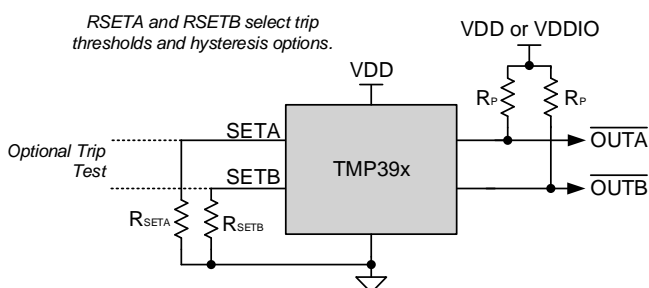 RSETA and RSETB select trip
thresholds and hysteresis options.
VDD or VDDIO
VDD
RP
RP
SETA
OUTA
Optional Trip
Test
TMP39x
SETB
OUTB
RSETA
RSETB